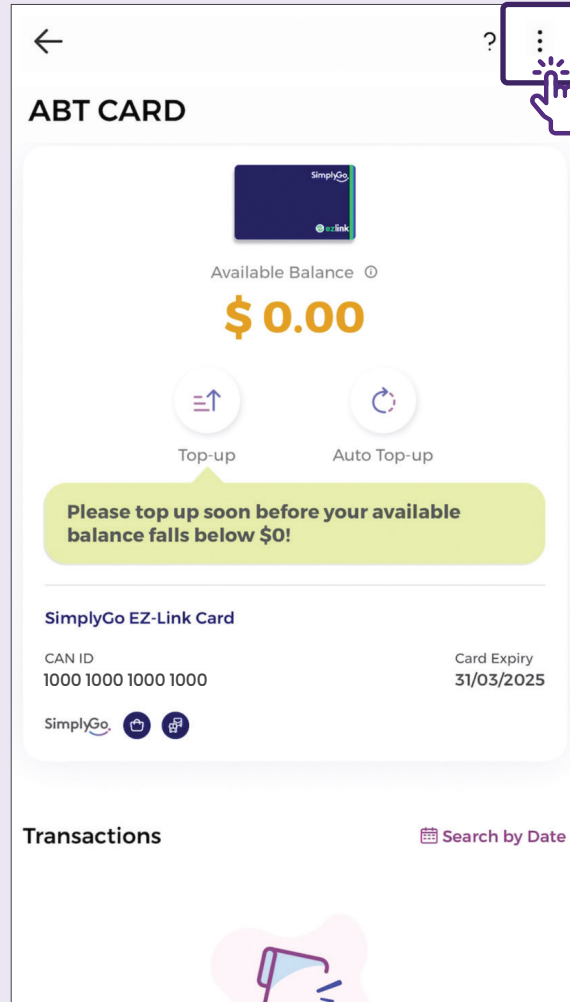 ?
ABT CARD
SimplyGo.
ezlink
Available Balance
$ 0.00
Top-up Auto Top-up
Please top up soon before your available
balance falls below $0!
SimplyGo EZ-Link Card
CAN ID Card Expiry
1000 1000 1000 1000 31/03/2025
SimplyGo.
Transactions Search by Date